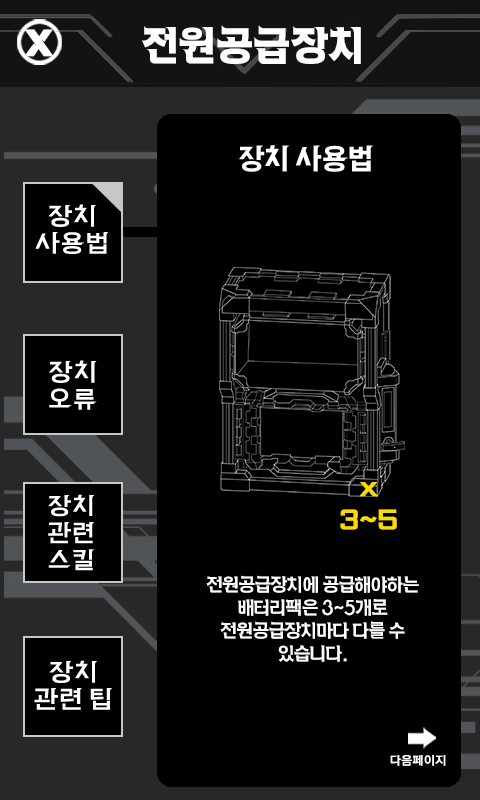 X
전원공급장치
장치 사용법
장치
사용법
장치
오류
장치
관련
스킬
장치
관련 팁
x
3~5
전원공급장치에 공급해야하는
배터리팩은 3~5개로
전원공급장치마다 다를 수
있습니다.
다음페이지